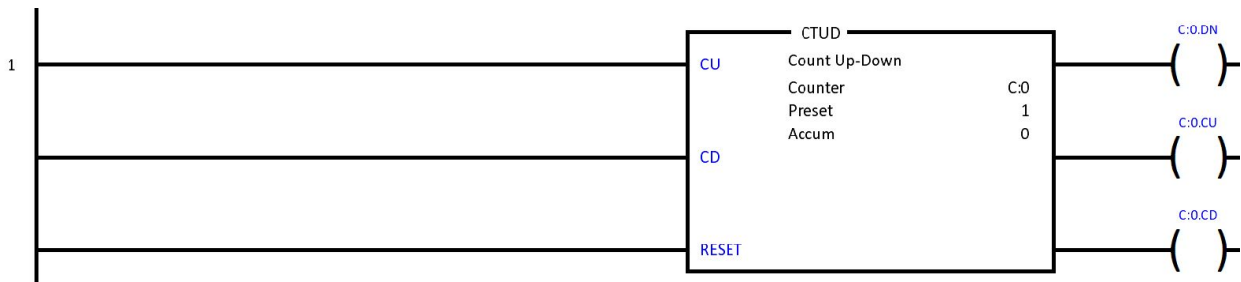 CTUD
C:0.DN
1
CU
Count Up-Down
Counter C:0
Preset 1
Accum 0
C:0.CU
CD
C:0.CD
RESET